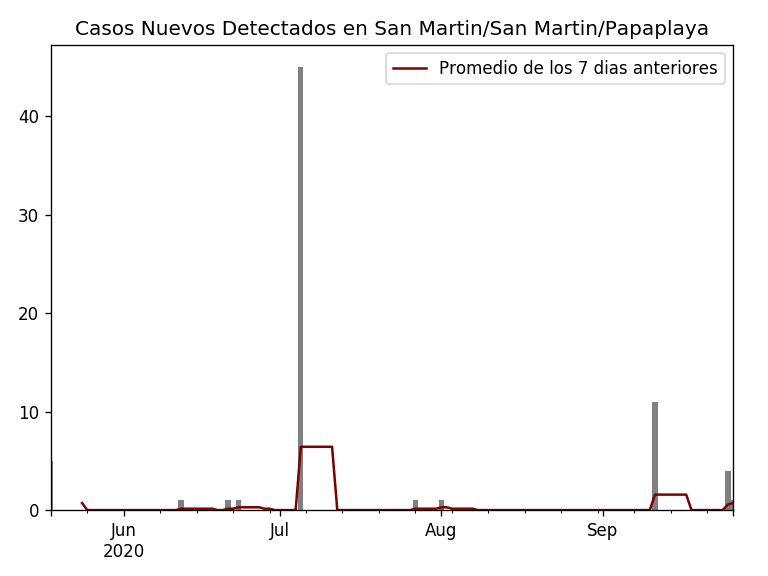 Casos Nuevos Detectados en San Martin/San Martin/Papaplaya
Promedio de los 7 dias anteriores
40
30
20
10
0
Jun
2020
Jul
Aug
Sep